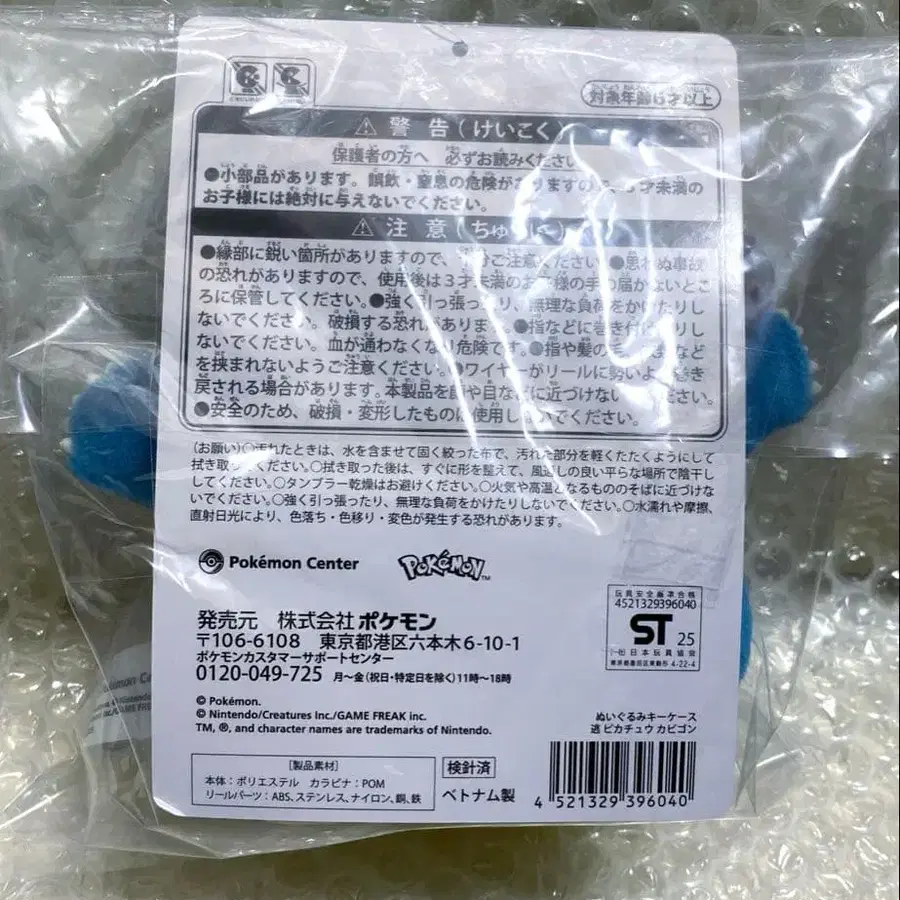 対象年齢6才以上
⚠ 警告(けいこく)
保護者の方へ 必ずお読みください
●小部品があります。誤飲・窒息の危険がありますので、3才未満の
お子様には絶対に与えないでください。
⚠ 注意(ちゅうい)
●縁部に鋭い箇所がありますので、十分ご注意ください。●思わぬ事故
の恐れがありますので、使用後は3才未満のお子様の手の届かないとこ
ろに保管してください。●強く引っ張ったり、無理な負荷をかけたりし
ないでください。破損する恐れがあります。●指などに巻き付けたりし
ないでください。血が通わなくなり危険です。●指や髪の毛、
を挟まれないようご注意ください。●ワイヤーがリールに勢いよく巻き
戻される場合があります。本製品を顔や目などに近づけないでください。
●安全のため、破損・変形したものは使用しないでください。
(お願い)○汚れたときは、水を含ませて固く絞った布で、汚れた部分を軽くたたくようにして
拭き取ってください。○拭き取った後は、すぐに形を整えて、風通しの良い平らな場所で陰干し
してください。○タンブラー乾燥はお避けください。○火気や高温となるもののそばに近づけな
いでください。○強く引っ張ったり、無理な負荷をかけたりしないでください。○水濡れや摩擦、
直射日光により、色落ち・色移り・変色が発生する恐れがあります。
Pokémon Center POKÉMON™
発売元 株式会社ポケモン
〒106-6108 東京都港区六本木6-10-1
ポケモンカスタマーサポートセンター
0120-049-725 月~金(祝日・特定日を除く)11時~18時
© Pokémon.
© Nintendo/Creatures Inc./GAME FREAK inc.
TM, ®, and character names are trademarks of Nintendo.
[製品素材]
本体:ポリエステル カラビナ:POM
リールパーツ:ABS、ステンレス、ナイロン、銅、鉄
検針済
ベトナム製
玩具安全基準合格
4521329396040
ST 25
(一社)日本玩具協会
東京都墨田区東駒形 4-22-4
ぬいぐるみキーケース
逃 ピカチュウ カビゴン
4 521329 396040